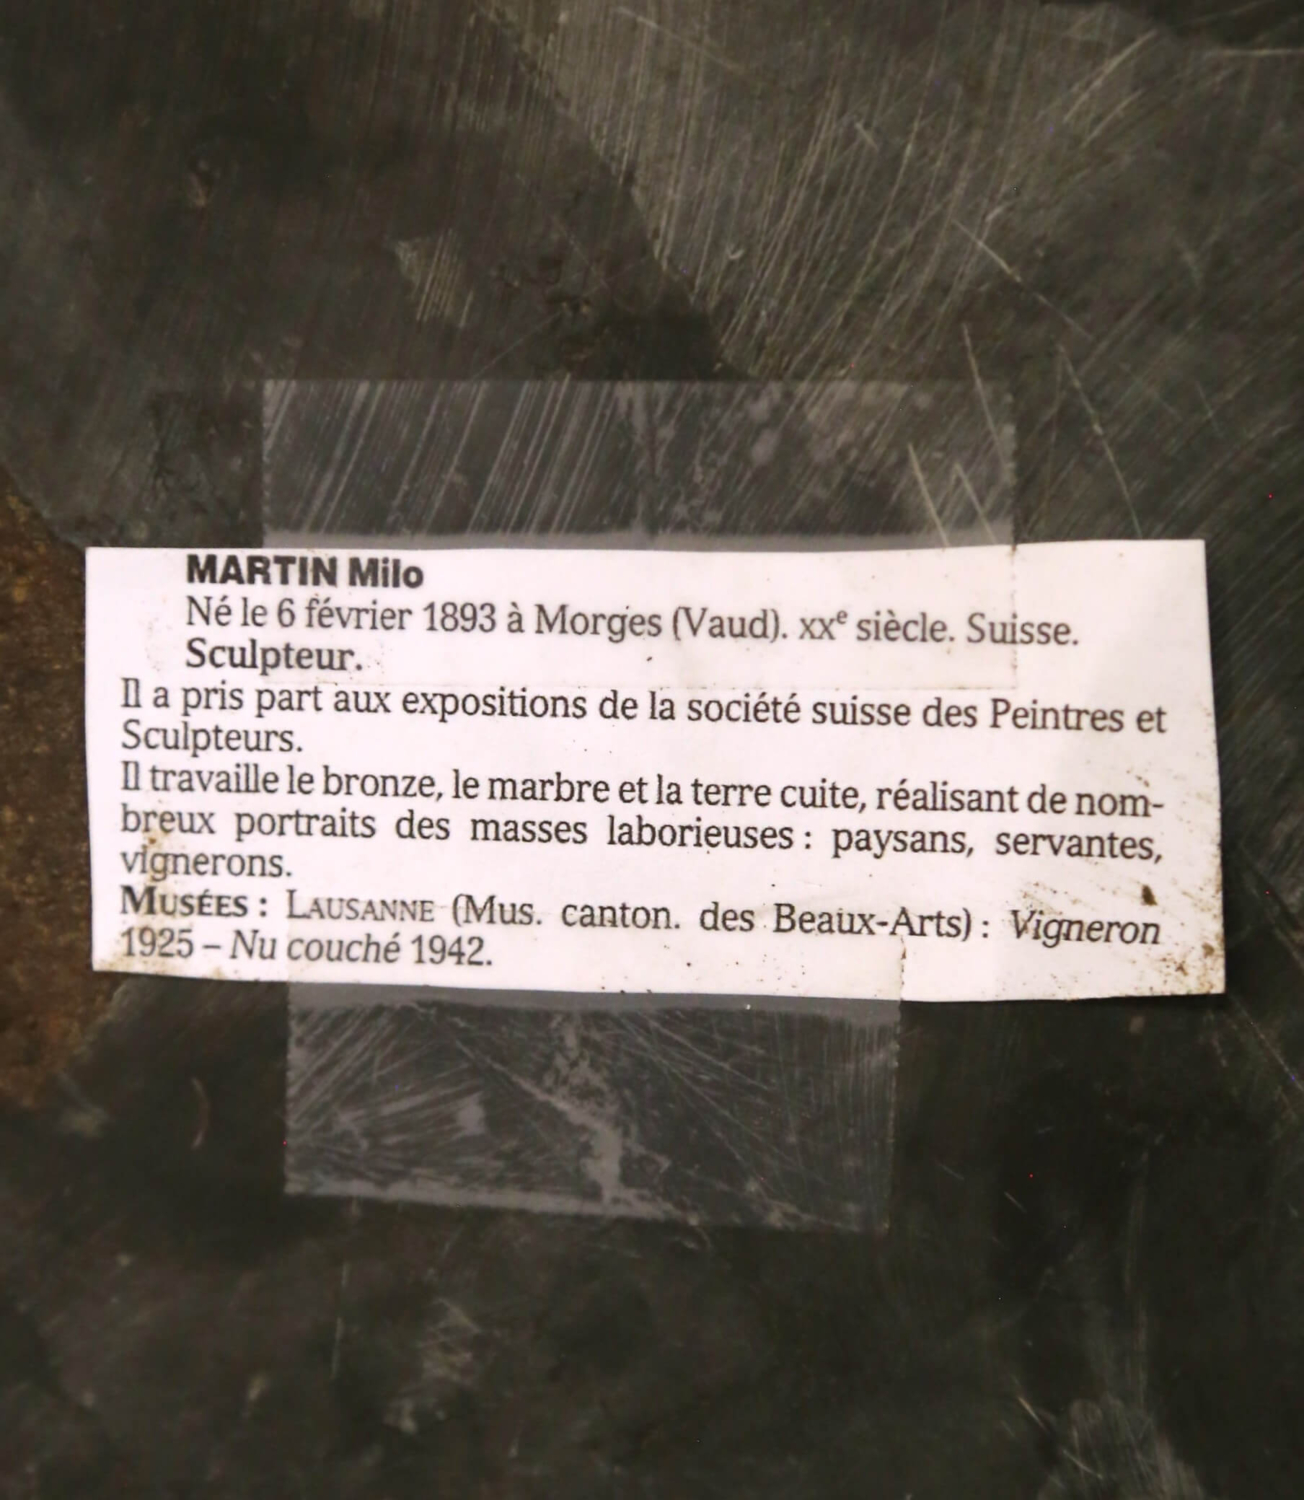 MARTIN Milo
Né le 6 février 1893 à Morges (Vaud). XXe siècle. Suisse.
Sculpteur.
Il a pris part aux expositions de la société suisse des Peintres et
Sculpteurs.
Il travaille le bronze, le marbre et la terre cuite, réalisant de nom-
breux portraits des masses laborieuses : paysans, servantes,
vignerons.
MUSÉES : LAUSANNE (Mus. canton. des Beaux-Arts) : Vigneron
1925 – Nu couché 1942.